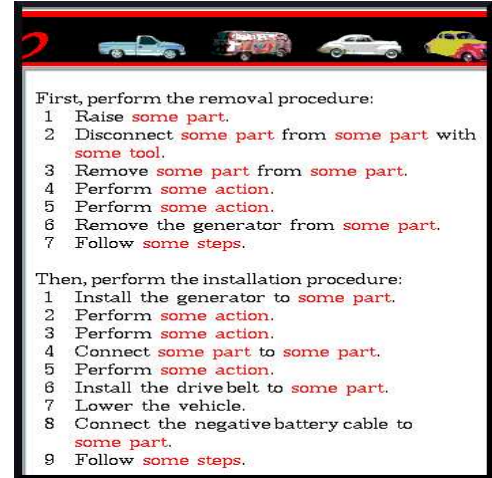 First, perform the removal procedure:
1 Raise some part.
2 Disconnect some part from some part with
some tool.
3 Remove some part from some part.
4 Perform some action.
5 Perform some action.
6 Remove the generator from some part.
7 Follow some steps.
Then, perform the installation procedure:
1 Install the generator to some part.
2 Perform some action.
3 Perform some action.
4 Connect some part to some part.
5 Perform some action.
6 Install the drive belt to some part.
7 Lower the vehicle.
8 Connect the negative battery cable to
some part.
9 Follow some steps.